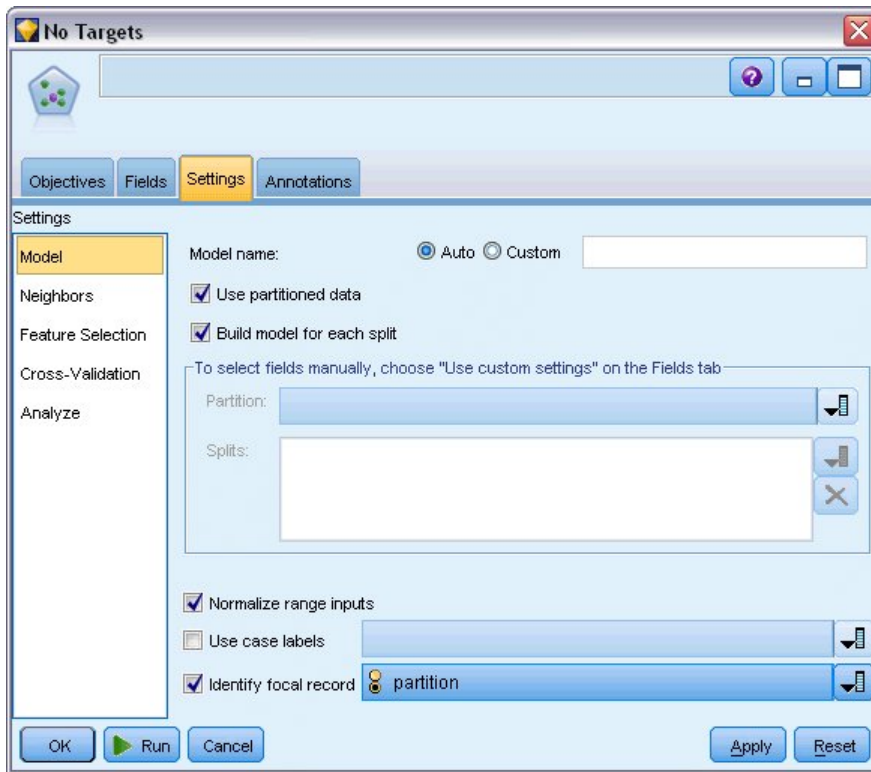 No Targets
Objectives Fields Settings Annotations
Settings
Model
Neighbors
Feature Selection
Cross-Validation
Analyze
Model name: Auto Custom
Use partitioned data
Build model for each split
To select fields manually, choose "Use custom settings" on the Fields tab
Partition:
Splits:
Normalize range inputs
Use case labels
Identify focal record partition
OK Run Cancel Apply Reset